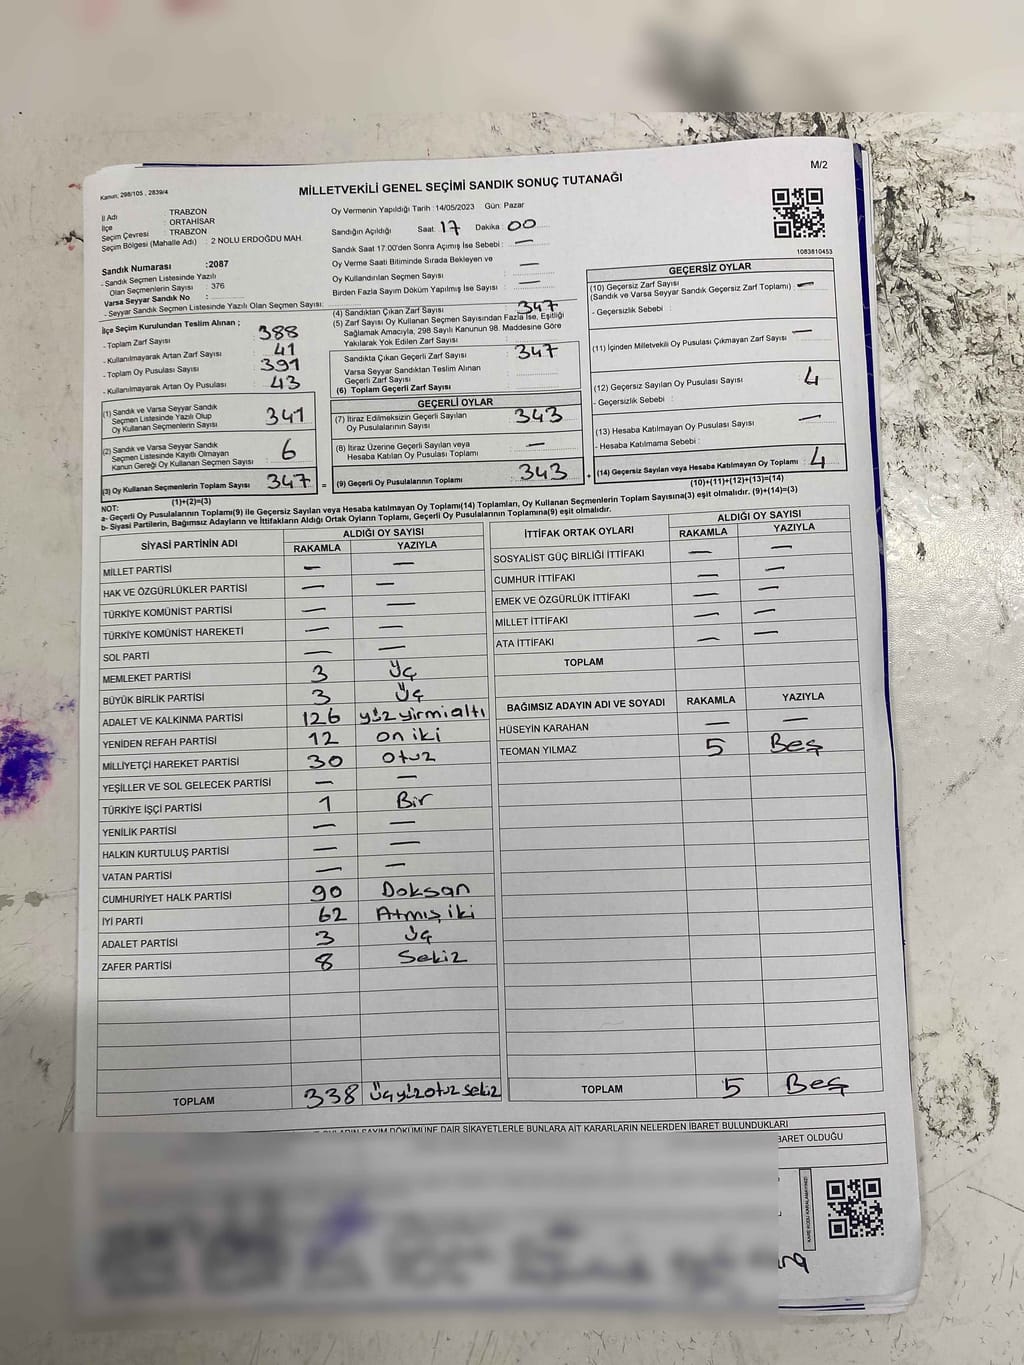 M/2
Kanun: 298/105 , 2839/4
MİLLETVEKİLİ GENEL SEÇİMİ SANDIK SONUÇ TUTANAĞI
İl Adı : TRABZON
İlçe : ORTAHİSAR
Seçim Çevresi : TRABZON
Seçim Bölgesi (Mahalle Adı) : 2 NOLU ERDOĞDU MAH.
Sandık Numarası :2087
- Sandık Seçmen Listesinde Yazılı
Olan Seçmenlerin Sayısı : 376
Varsa Seyyar Sandık No :
- Seyyar Sandık Seçmen Listesinde Yazılı Olan Seçmen Sayısı:
Oy Vermenin Yapıldığı Tarih : 14/05/2023 Gün: Pazar
Sandığın Açıldığı Saat 17 Dakika 00
Sandık Saat 17:00'den Sonra Açımış İse Sebebi : —
Oy Verme Saati Bitiminde Sırada Bekleyen ve
Oy Kullandırılan Seçmen Sayısı : —
Birden Fazla Sayım Döküm Yapılmış İse Sayısı : —
1083810453
İlçe Seçim Kurulundan Teslim Alınan ;
- Toplam Zarf Sayısı : 388
- Kullanılmayarak Artan Zarf Sayısı : 41
- Toplam Oy Pusulası Sayısı : 391
- Kullanılmayarak Artan Oy Pusulası : 43
(1) Sandık ve Varsa Seyyar Sandık
Seçmen Listesinde Yazılı Olup
Oy Kullanan Seçmenlerin Sayısı : 341
(2) Sandık ve Varsa Seyyar Sandık
Seçmen Listesinde Kayıtlı Olmayan
Kanun Gereği Oy Kullanan Seçmen Sayısı : 6
(3) Oy Kullanan Seçmenlerin Toplam Sayısı : 347 =
(1)+(2)=(3)
(4) Sandıktan Çıkan Zarf Sayısı : 347
(5) Zarf Sayısı Oy Kullanan Seçmen Sayısından Fazla İse, Eşitliği
Sağlamak Amacıyla, 298 Sayılı Kanunun 98. Maddesine Göre
Yakılarak Yok Edilen Zarf Sayısı :
Sandıkta Çıkan Geçerli Zarf Sayısı : 347
Varsa Seyyar Sandıktan Teslim Alınan
Geçerli Zarf Sayısı :
(6) Toplam Geçerli Zarf Sayısı :
GEÇERLİ OYLAR
(7) İtiraz Edilmeksizin Geçerli Sayılan
Oy Pusulalarının Sayısı : 343
(8) İtiraz Üzerine Geçerli Sayılan veya
Hesaba Katılan Oy Pusulası Toplamı : —
(9) Geçerli Oy Pusulalarının Toplamı : 343 +
GEÇERSİZ OYLAR
(10) Geçersiz Zarf Sayısı
(Sandık ve Varsa Seyyar Sandık Geçersiz Zarf Toplamı) : —
- Geçersizlik Sebebi :
(11) İçinden Milletvekili Oy Pusulası Çıkmayan Zarf Sayısı : —
(12) Geçersiz Sayılan Oy Pusulası Sayısı : 4
- Geçersizlik Sebebi :
(13) Hesaba Katılmayan Oy Pusulası Sayısı : —
- Hesaba Katılmama Sebebi :
(14) Geçersiz Sayılan veya Hesaba Katılmayan Oy Toplamı : 4
(10)+(11)+(12)+(13)=(14)
NOT:
a- Geçerli Oy Pusulalarının Toplamı(9) ile Geçersiz Sayılan veya Hesaba katılmayan Oy Toplamı(14) Toplamları, Oy Kullanan Seçmenlerin Toplam Sayısına(3) eşit olmalıdır. (9)+(14)=(3)
b- Siyasi Partilerin, Bağımsız Adayların ve İttifakların Aldığı Ortak Oyların Toplamı, Geçerli Oy Pusulalarının Toplamına(9) eşit olmalıdır.
SİYASİ PARTİNİN ADI ALDIĞI OY SAYISI
RAKAMLA YAZIYLA
MİLLET PARTİSİ — —
HAK VE ÖZGÜRLÜKLER PARTİSİ — —
TÜRKİYE KOMÜNİST PARTİSİ — —
TÜRKİYE KOMÜNİST HAREKETİ — —
SOL PARTİ — —
MEMLEKET PARTİSİ 3 Üç
BÜYÜK BİRLİK PARTİSİ 3 Üç
ADALET VE KALKINMA PARTİSİ 126 yüzyirmialtı
YENİDEN REFAH PARTİSİ 12 on iki
MİLLİYETÇİ HAREKET PARTİSİ 30 otuz
YEŞİLLER VE SOL GELECEK PARTİSİ — —
TÜRKİYE İŞÇİ PARTİSİ 1 Bir
YENİLİK PARTİSİ — —
HALKIN KURTULUŞ PARTİSİ — —
VATAN PARTİSİ — —
CUMHURİYET HALK PARTİSİ 90 Doksan
İYİ PARTİ 62 Atmış iki
ADALET PARTİSİ 3 üç
ZAFER PARTİSİ 8 Sekiz
TOPLAM 338 Üçyüzotuz sekiz
İTTİFAK ORTAK OYLARI ALDIĞI OY SAYISI
RAKAMLA YAZIYLA
SOSYALİST GÜÇ BİRLİĞİ İTTİFAKI — —
CUMHUR İTTİFAKI — —
EMEK VE ÖZGÜRLÜK İTTİFAKI — —
MİLLET İTTİFAKI — —
ATA İTTİFAKI — —
TOPLAM
BAĞIMSIZ ADAYIN ADI VE SOYADI RAKAMLA YAZIYLA
HÜSEYİN KARAHAN — —
TEOMAN YILMAZ 5 Beş
TOPLAM 5 Beş
SAYIM DÖKÜMÜNE DAİR ŞİKAYETLERLE BUNLARA AİT KARARLARIN NELERDEN İBARET BULUNDUKLARI
BARET OLDUĞU